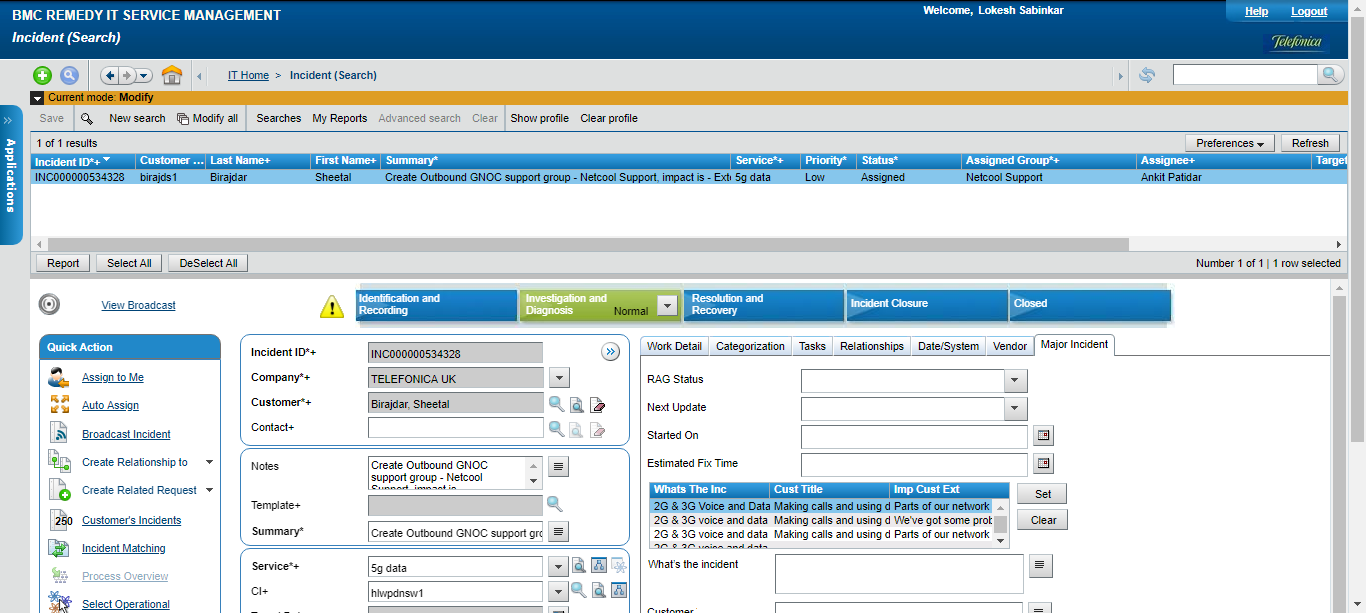 BMC REMEDY IT SERVICE MANAGEMENT
Welcome, Lokesh Sabinkar
Help Logout
Incident (Search)
Telefónica
IT Home > Incident (Search)
Current mode: Modify
Save New search Modify all Searches My Reports Advanced search Clear Show profile Clear profile
1 of 1 results
Preferences Refresh
Incident ID*+ Customer ... Last Name+ First Name+ Summary* Service*+ Priority* Status* Assigned Group*+ Assignee+ Target
INC000000534328 birajds1 Birajdar Sheetal Create Outbound GNOC support group - Netcool Support, impact is - Ext 5g data Low Assigned Netcool Support Ankit Patidar
Applications
Report Select All DeSelect All
Number 1 of 1 | 1 row selected
View Broadcast
Identification and
Recording
Investigation and
Diagnosis Normal
Resolution and
Recovery
Incident Closure
Closed
Quick Action
Assign to Me
Auto Assign
Broadcast Incident
Create Relationship to
Create Related Request
250 Customer's Incidents
Incident Matching
Process Overview
Select Operational
Incident ID*+ INC000000534328
Company*+ TELEFONICA UK
Customer*+ Birajdar, Sheetal
Contact+
Notes Create Outbound GNOC
support group - Netcool
Support, impact is
Template+
Summary* Create Outbound GNOC support gr
Service*+ 5g data
CI+ hlwpdnsw1
Work Detail Categorization Tasks Relationships Date/System Vendor Major Incident
RAG Status
Next Update
Started On
Estimated Fix Time
Whats The Inc Cust Title Imp Cust Ext
2G & 3G Voice and Data Making calls and using d Parts of our network
2G & 3G voice and data Making calls and using d We've got some prob
2G & 3G voice and data Making calls and using d Parts of our network
2G & 3G voice and data
Set
Clear
What's the incident
Customer